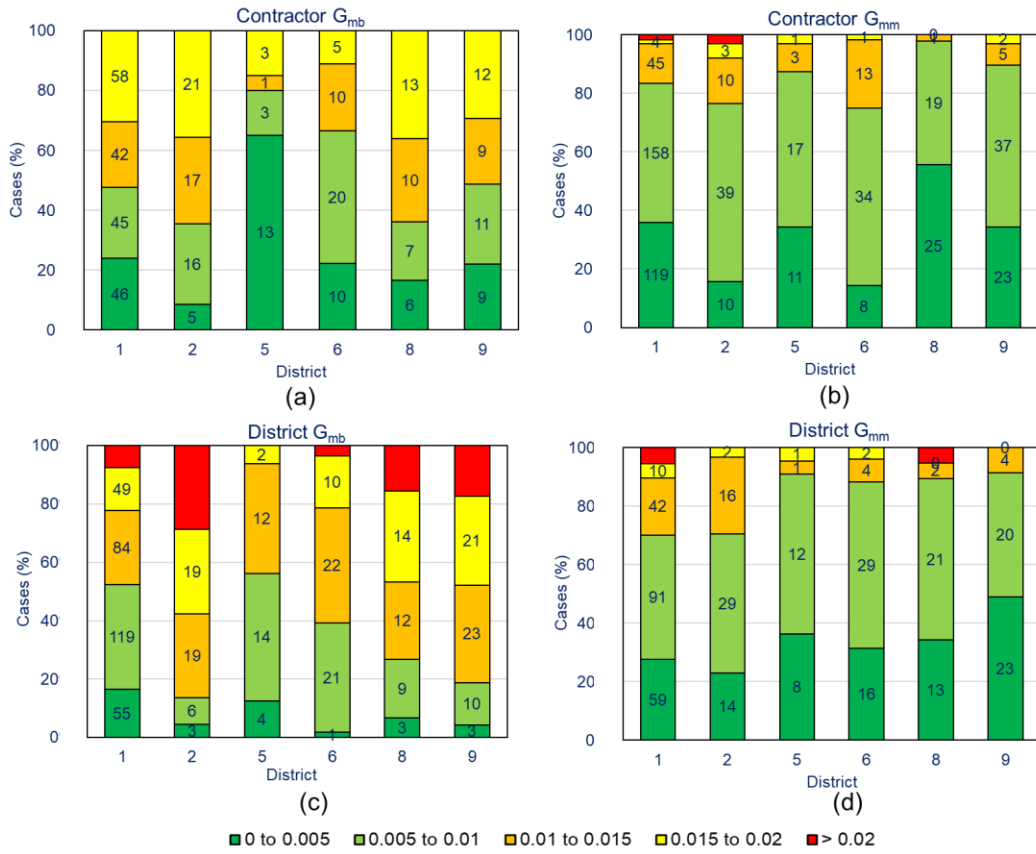 Contractor Gmb
100
80
60
40
20
0
Cases (%)
58 21 3 5 13 12
42 17 1 10 10 9
45 16 3 20 7 11
46 5 13 10 6 9
1 2 5 6 8 9
District
(a)
Contractor Gmm
100
80
60
40
20
0
Cases (%)
4 3 1 1 0 2
45 10 3 13 1 5
158 39 17 34 19 37
119 10 11 8 25 23
1 2 5 6 8 9
District
(b)
District Gmb
100
80
60
40
20
0
Cases (%)
49 19 2 10 14 21
84 19 12 22 12 23
119 6 14 21 9 10
55 3 4 1 3 3
1 2 5 6 8 9
District
(c)
District Gmm
100
80
60
40
20
0
Cases (%)
10 2 1 2 0 0
42 16 1 4 2 4
91 29 12 29 21 20
59 14 8 16 13 23
1 2 5 6 8 9
District
(d)
0 to 0.005 0.005 to 0.01 0.01 to 0.015 0.015 to 0.02 > 0.02